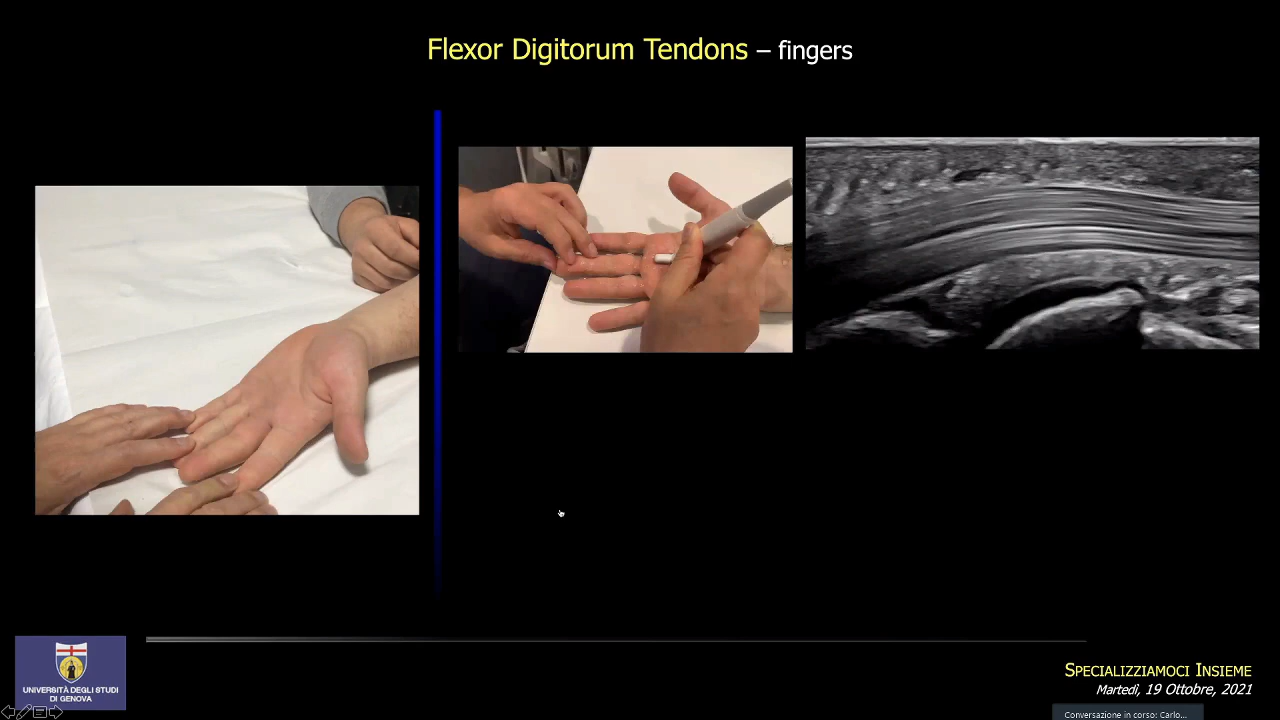 Flexor Digitorum Tendons – fingers
UNIVERSITÀ DEGLI STUDI
DI GENOVA
SPECIALIZZIAMOCI INSIEME
Martedì, 19 Ottobre, 2021
Conversazione in corso: Carlo...